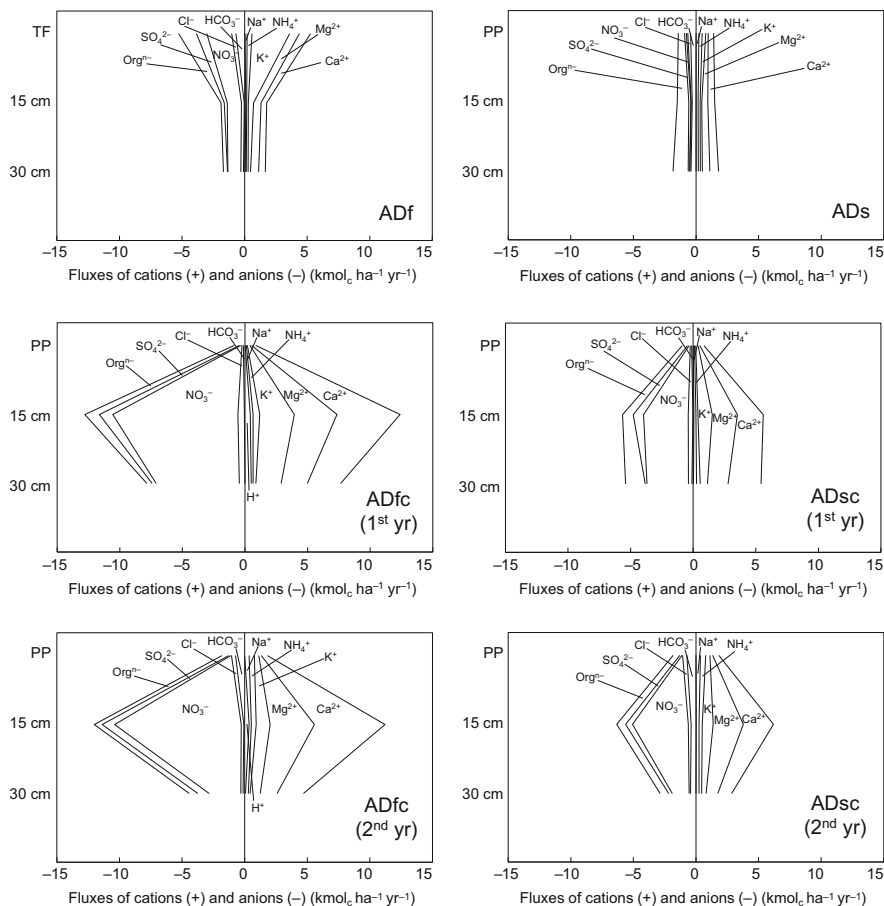 TF
Cl⁻
HCO₃⁻
Na⁺
NH₄⁺
Mg²⁺
SO₄²⁻
NO₃⁻
K⁺
Orgⁿ⁻
Ca²⁺
15 cm
30 cm
ADf
–15 –10 –5 0 5 10 15
Fluxes of cations (+) and anions (–) (kmol_c ha⁻¹ yr⁻¹)
PP
Cl⁻
HCO₃⁻
Na⁺
NH₄⁺
NO₃⁻
K⁺
SO₄²⁻
Mg²⁺
Orgⁿ⁻
Ca²⁺
15 cm
30 cm
ADs
–15 –10 –5 0 5 10 15
Fluxes of cations (+) and anions (–) (kmol_c ha⁻¹ yr⁻¹)
PP
Cl⁻
HCO₃⁻
Na⁺
NH₄⁺
SO₄²⁻
Orgⁿ⁻
NO₃⁻
K⁺
Mg²⁺
Ca²⁺
15 cm
30 cm
H⁺
ADfc
(1st yr)
–15 –10 –5 0 5 10 15
Fluxes of cations (+) and anions (–) (kmol_c ha⁻¹ yr⁻¹)
PP
Cl⁻
HCO₃⁻
Na⁺
NH₄⁺
SO₄²⁻
Orgⁿ⁻
NO₃⁻
K⁺
Mg²⁺
Ca²⁺
15 cm
30 cm
ADsc
(1st yr)
–15 –10 –5 0 5 10 15
Fluxes of cations (+) and anions (–) (kmol_c ha⁻¹ yr⁻¹)
PP
Cl⁻
HCO₃⁻
Na⁺
NH₄⁺
K⁺
SO₄²⁻
Orgⁿ⁻
NO₃⁻
Mg²⁺
Ca²⁺
15 cm
30 cm
H⁺
ADfc
(2nd yr)
–15 –10 –5 0 5 10 15
Fluxes of cations (+) and anions (–) (kmol_c ha⁻¹ yr⁻¹)
PP
Cl⁻
HCO₃⁻
Na⁺
NH₄⁺
SO₄²⁻
Orgⁿ⁻
NO₃⁻
K⁺
Mg²⁺
Ca²⁺
15 cm
30 cm
ADsc
(2nd yr)
–15 –10 –5 0 5 10 15
Fluxes of cations (+) and anions (–) (kmol_c ha⁻¹ yr⁻¹)